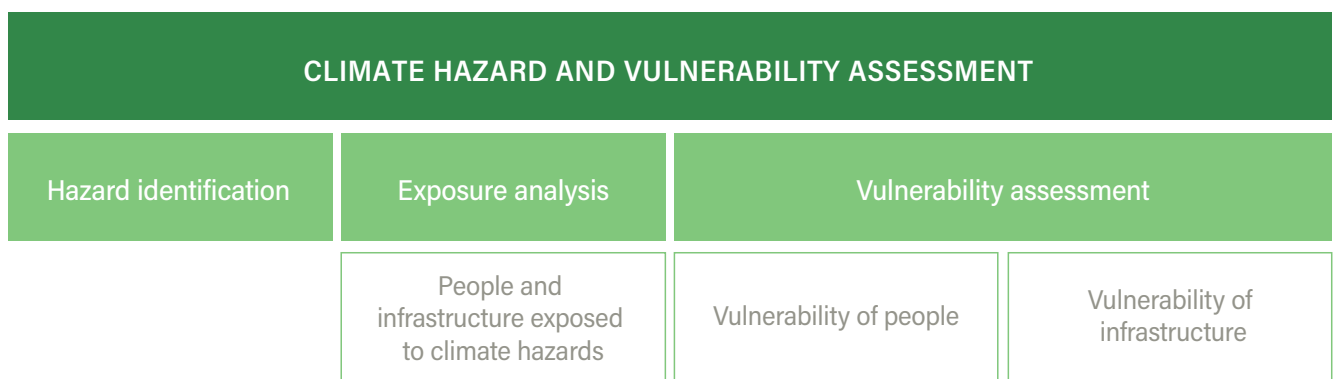 CLIMATE HAZARD AND VULNERABILITY ASSESSMENT
Hazard identification
Exposure analysis
Vulnerability assessment
People and
infrastructure exposed
to climate hazards
Vulnerability of people
Vulnerability of
infrastructure